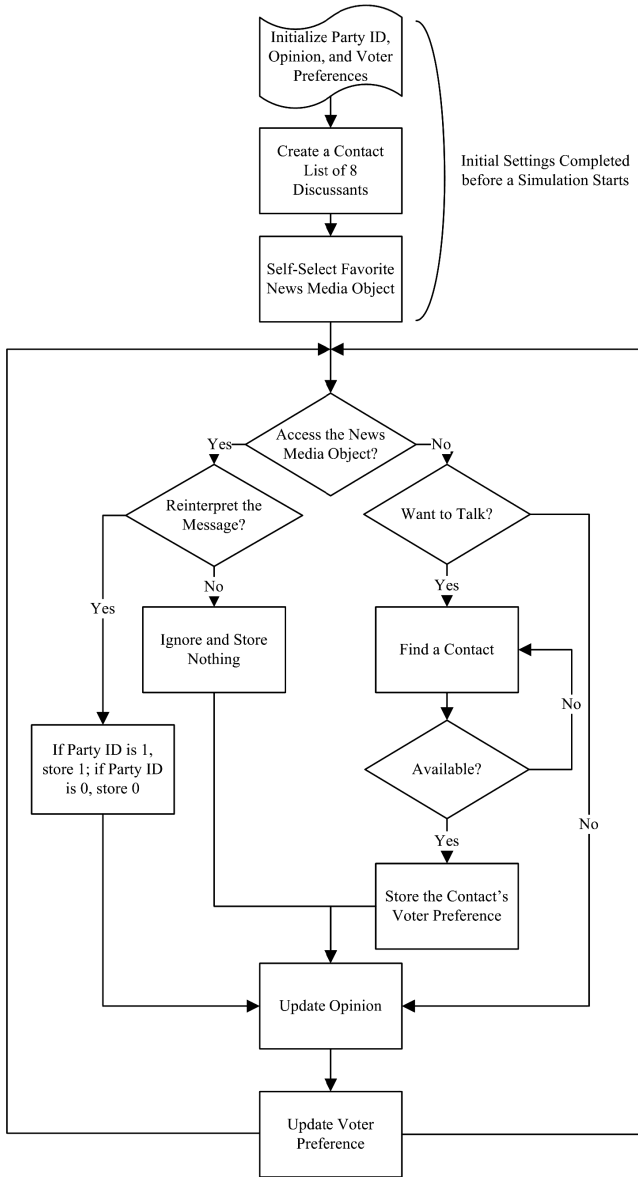 Initialize Party ID,
Opinion, and Voter
Preferences
Create a Contact
List of 8
Discussants
Initial Settings Completed
before a Simulation Starts
Self-Select Favorite
News Media Object
Access the News
Media Object?
Yes
No
Reinterpret the
Message?
Want to Talk?
No
Yes
Yes
Ignore and Store
Nothing
Find a Contact
No
If Party ID is 1,
store 1; if Party ID
is 0, store 0
Available?
No
Yes
Store the Contact's
Voter Preference
Update Opinion
Update Voter
Preference